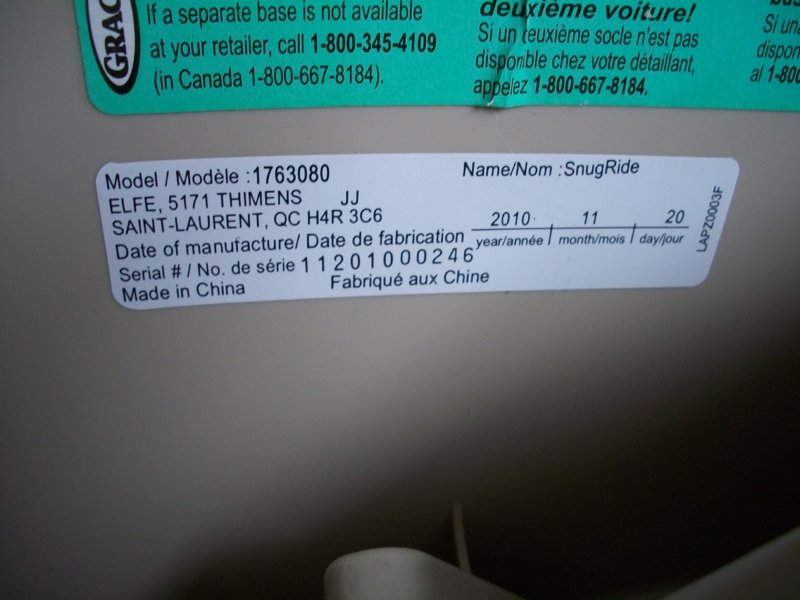 If a separate base is not available
at your retailer, call 1-800-345-4109
(in Canada 1-800-667-8184).
deuxième voiture!
Si un deuxième socle n'est pas
disponible chez votre détaillant,
appelez 1-800-667-8184.
al 1-800
Model / Modèle :1763080
Name/Nom :SnugRide
ELFE, 5171 THIMENS JJ
SAINT-LAURENT, QC H4R 3C6
Date of manufacture/ Date de fabrication
2010 11 20
year/année month/mois day/jour
Serial # / No. de série 11201000246
Made in China Fabriqué aux Chine
LAPZ0003F